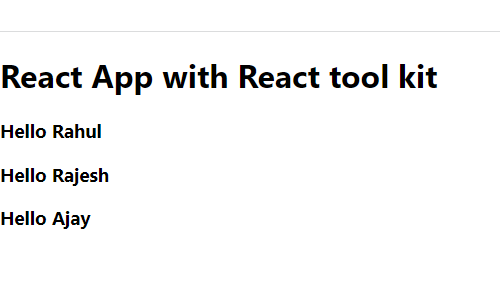 React App with React tool kit
Hello Rahul
Hello Rajesh
Hello Ajay